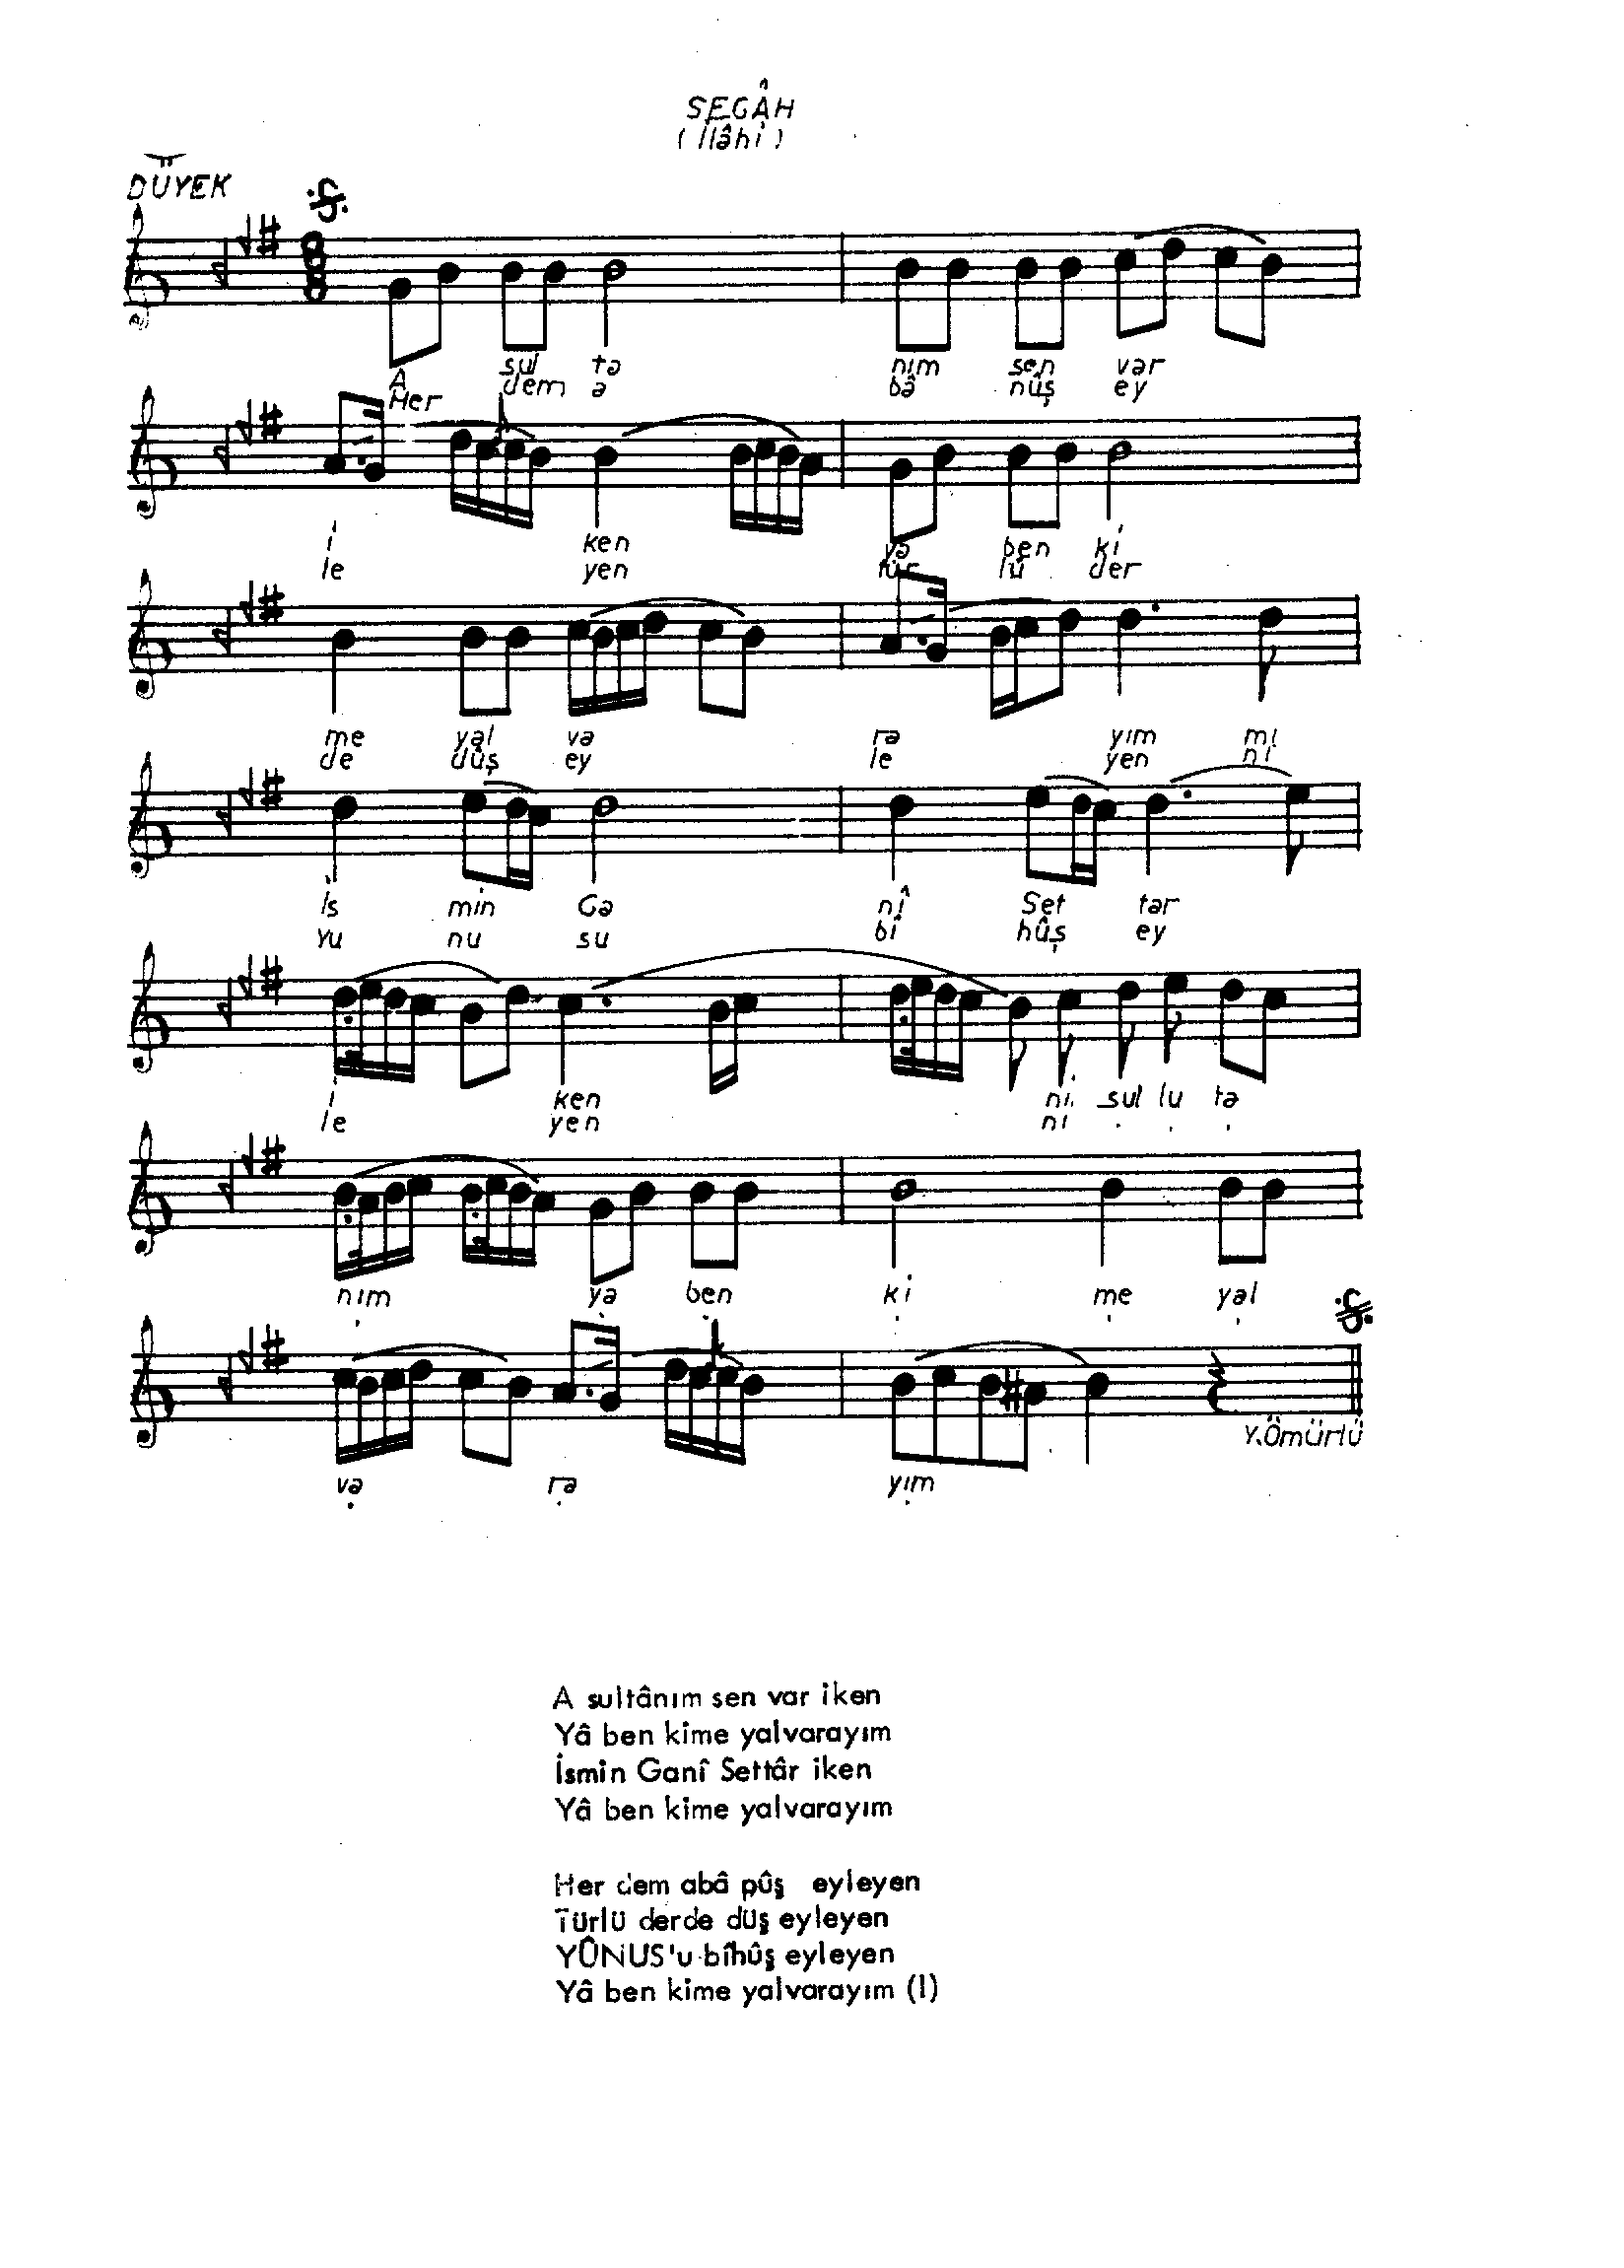 SEGÂH
(İlâhi)
DÜYEK
A sul ta nım sen var
Her dem a bâ nûş ey
i ken ya ben ki
le yen tür lü der
me yal va ra yım mi
de düş ey le yen ni
İs min Ga nî Set tar
Yu nu su bî hûş ey
i ken ni sul lu ta
le yen ni . . .
nım ya ben ki me yal
va ra yım
Y.Ömürlü
A sultânım sen var iken
Yâ ben kime yalvarayım
İsmin Ganî Settâr iken
Yâ ben kime yalvarayım
Her dem abâ pûş eyleyen
Türlü derde düş eyleyen
YÛNUS'u bîhûş eyleyen
Yâ ben kime yalvarayım (I)